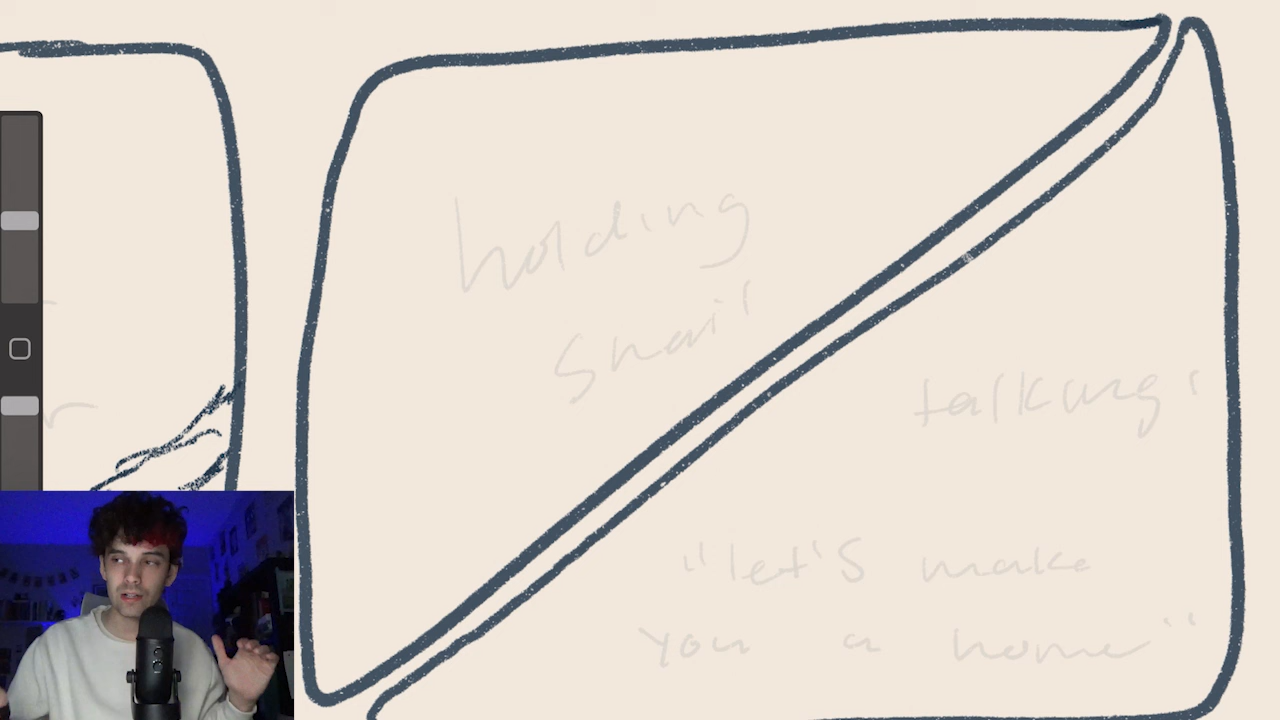 holding
snail
talking:
"let's make
you a home"